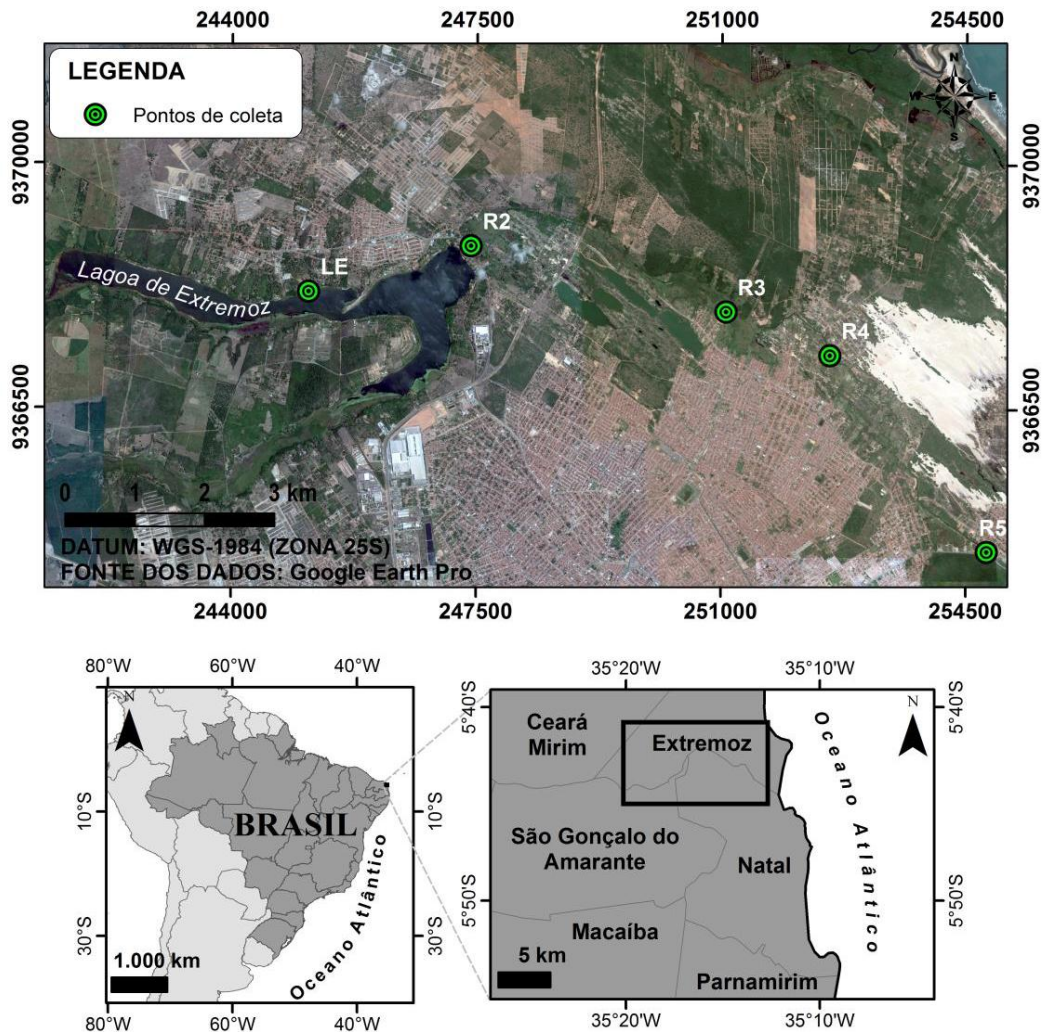 244000 247500 251000 254500
LEGENDA
Pontos de coleta
N
W E
S
9370000 9370000
R2
LE
Lagoa de Extremoz
R3
R4
9366500 9366500
0 1 2 3 km
R5
DATUM: WGS-1984 (ZONA 25S)
FONTE DOS DADOS: Google Earth Pro
244000 247500 251000 254500
80°W 60°W 40°W
N
10°S 10°S
BRASIL
30°S 30°S
Oceano Atlântico
1.000 km
80°W 60°W 40°W
35°20'W 35°10'W
5°40'S 5°40'S
N
Ceará
Mirim
Extremoz
Oceano Atlântico
São Gonçalo do
Amarante
Natal
5°50'S 5°50'S
Macaíba
5 km
Parnamirim
35°20'W 35°10'W